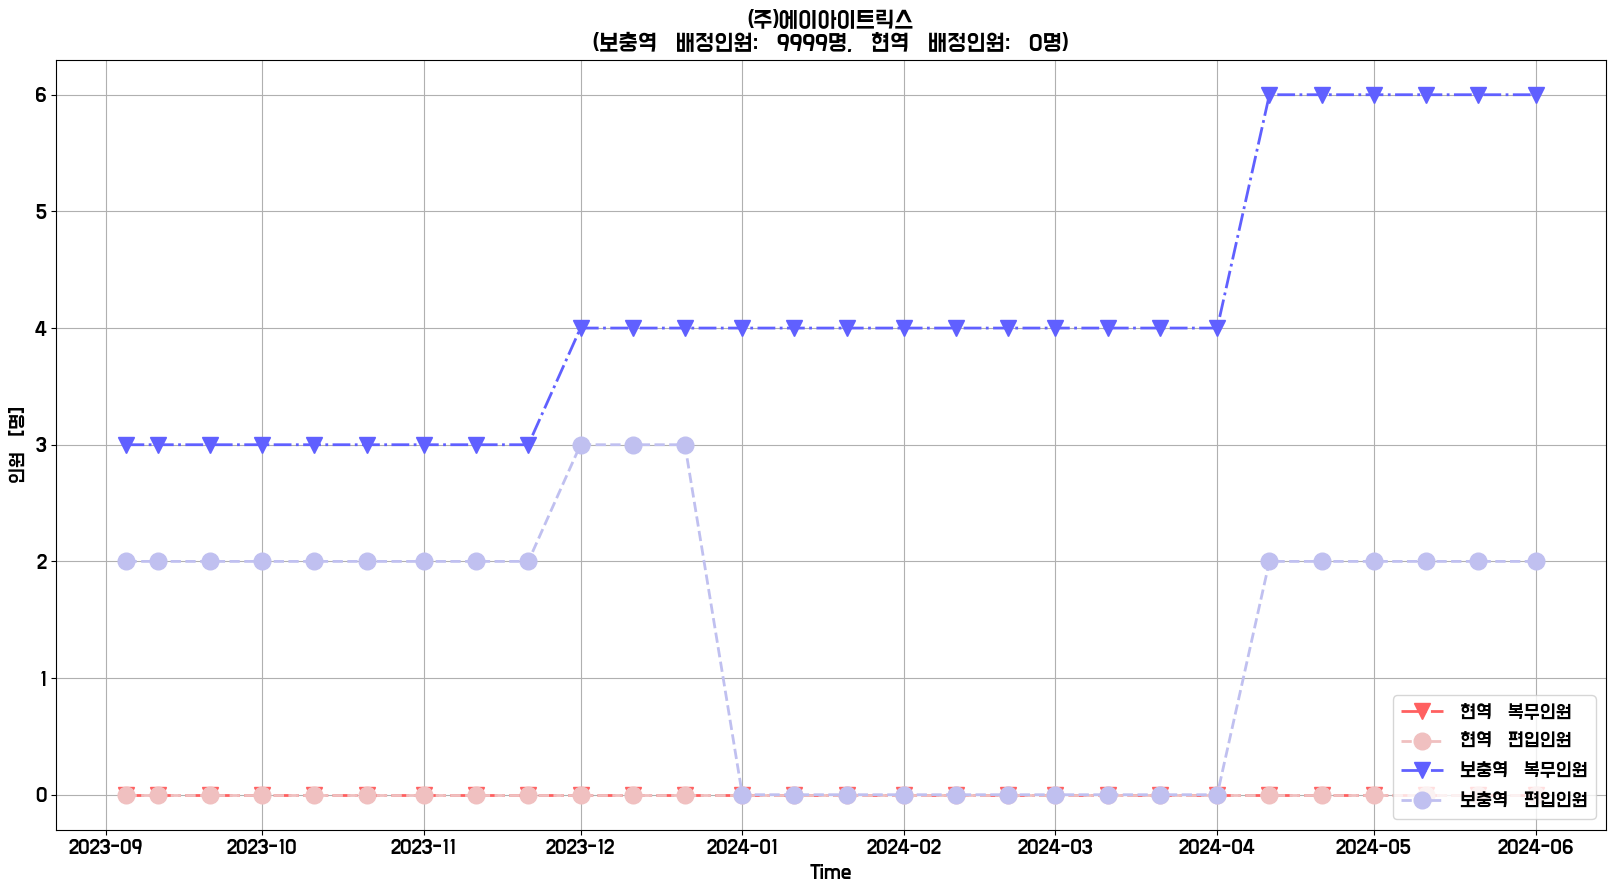 (주)에이아이트릭스
(보충역 배정인원: 9999명, 현역 배정인원: 0명)
인원 [명]
6
5
4
3
2
1
0
2023-09 2023-10 2023-11 2023-12 2024-01 2024-02 2024-03 2024-04 2024-05 2024-06
Time
현역 복무인원
현역 편입인원
보충역 복무인원
보충역 편입인원